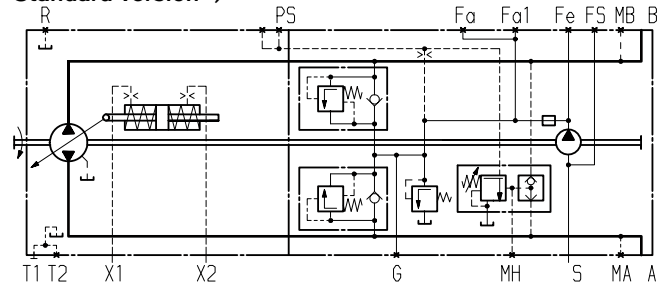 Standard version ,
R PS Fa Fa1 Fe FS MB B
T1 T2 X1 X2 G MH S MA A